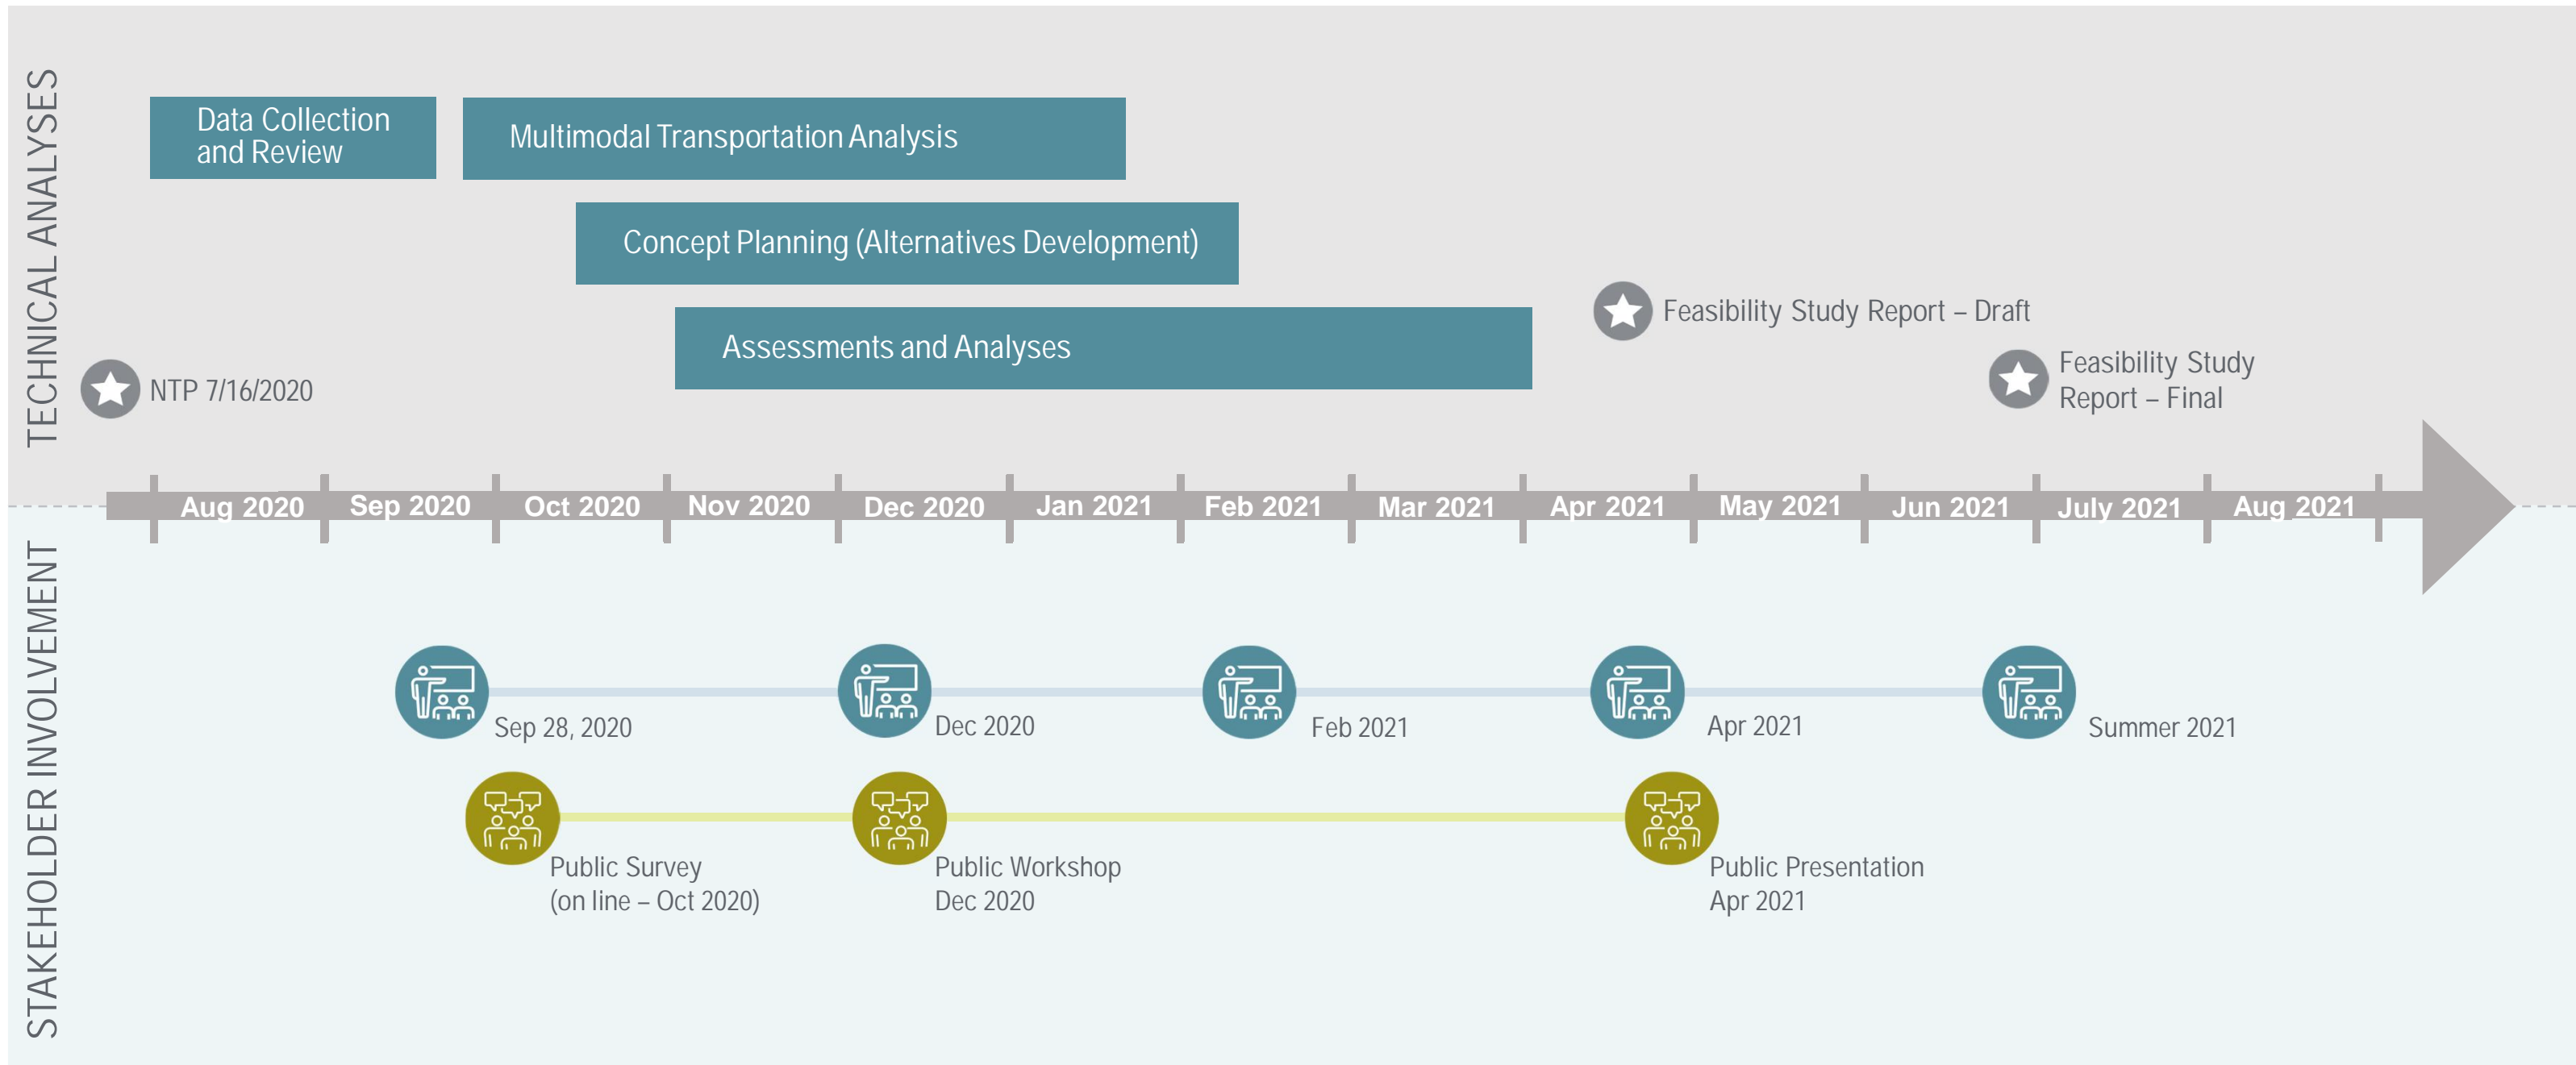 TECHNICAL ANALYSES
Data Collection
and Review
Multimodal Transportation Analysis
Concept Planning (Alternatives Development)
Assessments and Analyses
NTP 7/16/2020
Feasibility Study Report – Draft
Feasibility Study
Report – Final
Aug 2020 Sep 2020 Oct 2020 Nov 2020 Dec 2020 Jan 2021 Feb 2021 Mar 2021 Apr 2021 May 2021 Jun 2021 July 2021 Aug 2021
STAKEHOLDER INVOLVEMENT
Sep 28, 2020
Dec 2020
Feb 2021
Apr 2021
Summer 2021
Public Survey
(on line – Oct 2020)
Public Workshop
Dec 2020
Public Presentation
Apr 2021